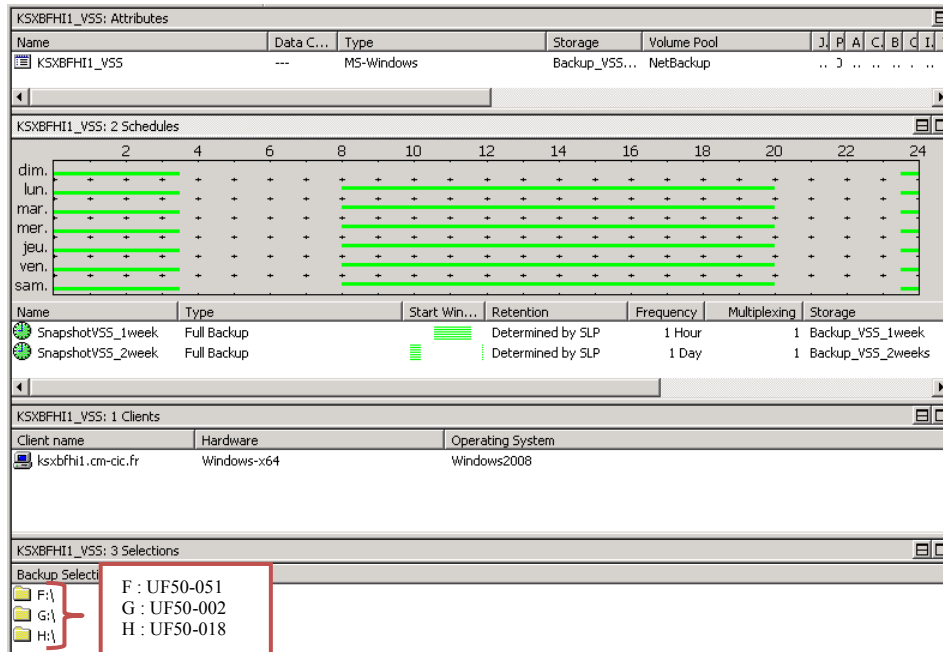 KSXBFHI1_VSS: Attributes
Name Data C... Type Storage Volume Pool J. P A C. B C I.
KSXBFHI1_VSS --- MS-Windows Backup_VSS... NetBackup
KSXBFHI1_VSS: 2 Schedules
2 4 6 8 10 12 14 16 18 20 22 24
dim.
lun.
mar.
mer.
jeu.
ven.
sam.
Name Type Start Win... Retention Frequency Multiplexing Storage
SnapshotVSS_1week Full Backup Determined by SLP 1 Hour 1 Backup_VSS_1week
SnapshotVSS_2week Full Backup Determined by SLP 1 Day 1 Backup_VSS_2weeks
KSXBFHI1_VSS: 1 Clients
Client name Hardware Operating System
ksxbfhi1.cm-cic.fr Windows-x64 Windows2008
KSXBFHI1_VSS: 3 Selections
Backup Selecti
F:\
G:\
H:\
F : UF50-051
G : UF50-002
H : UF50-018